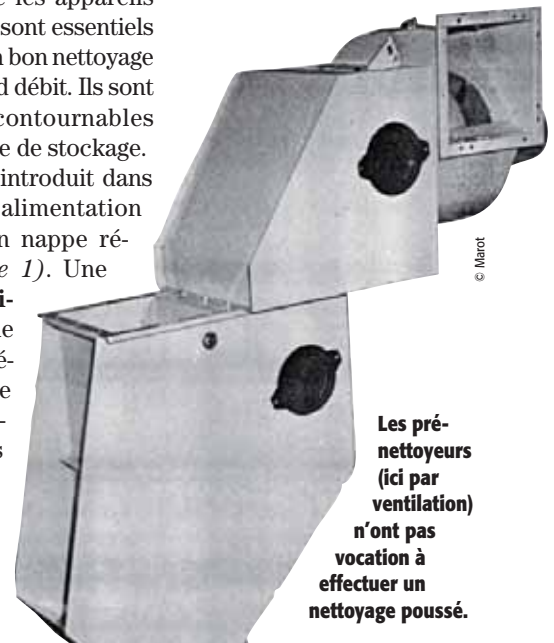 les appareils
sont essentiels
bon nettoyage
débit. Ils sont
contournables
e de stockage.
introduit dans
alimentation
n nappe ré-
e 1). Une
© Marot
Les pré-
nettoyeurs
(ici par
ventilation)
n'ont pas
vocation à
effectuer un
nettoyage poussé.